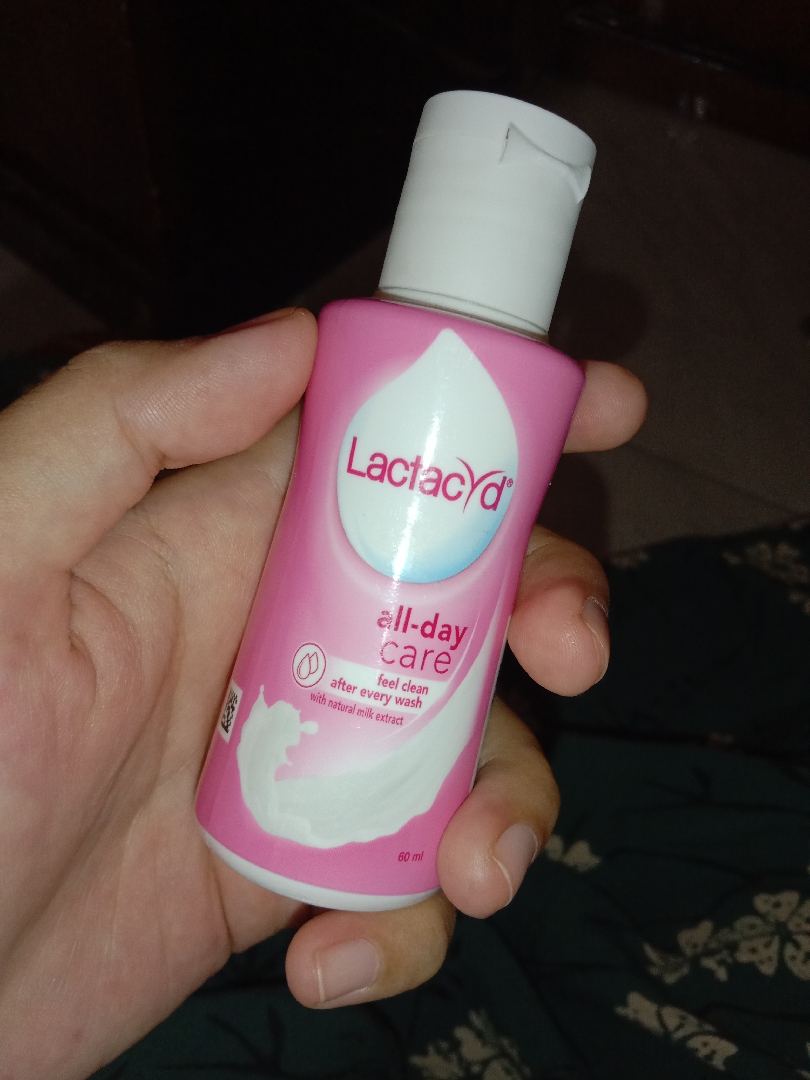 Lactacyd®
all-day
care
feel clean
after every wash
with natural milk extract
60 ml